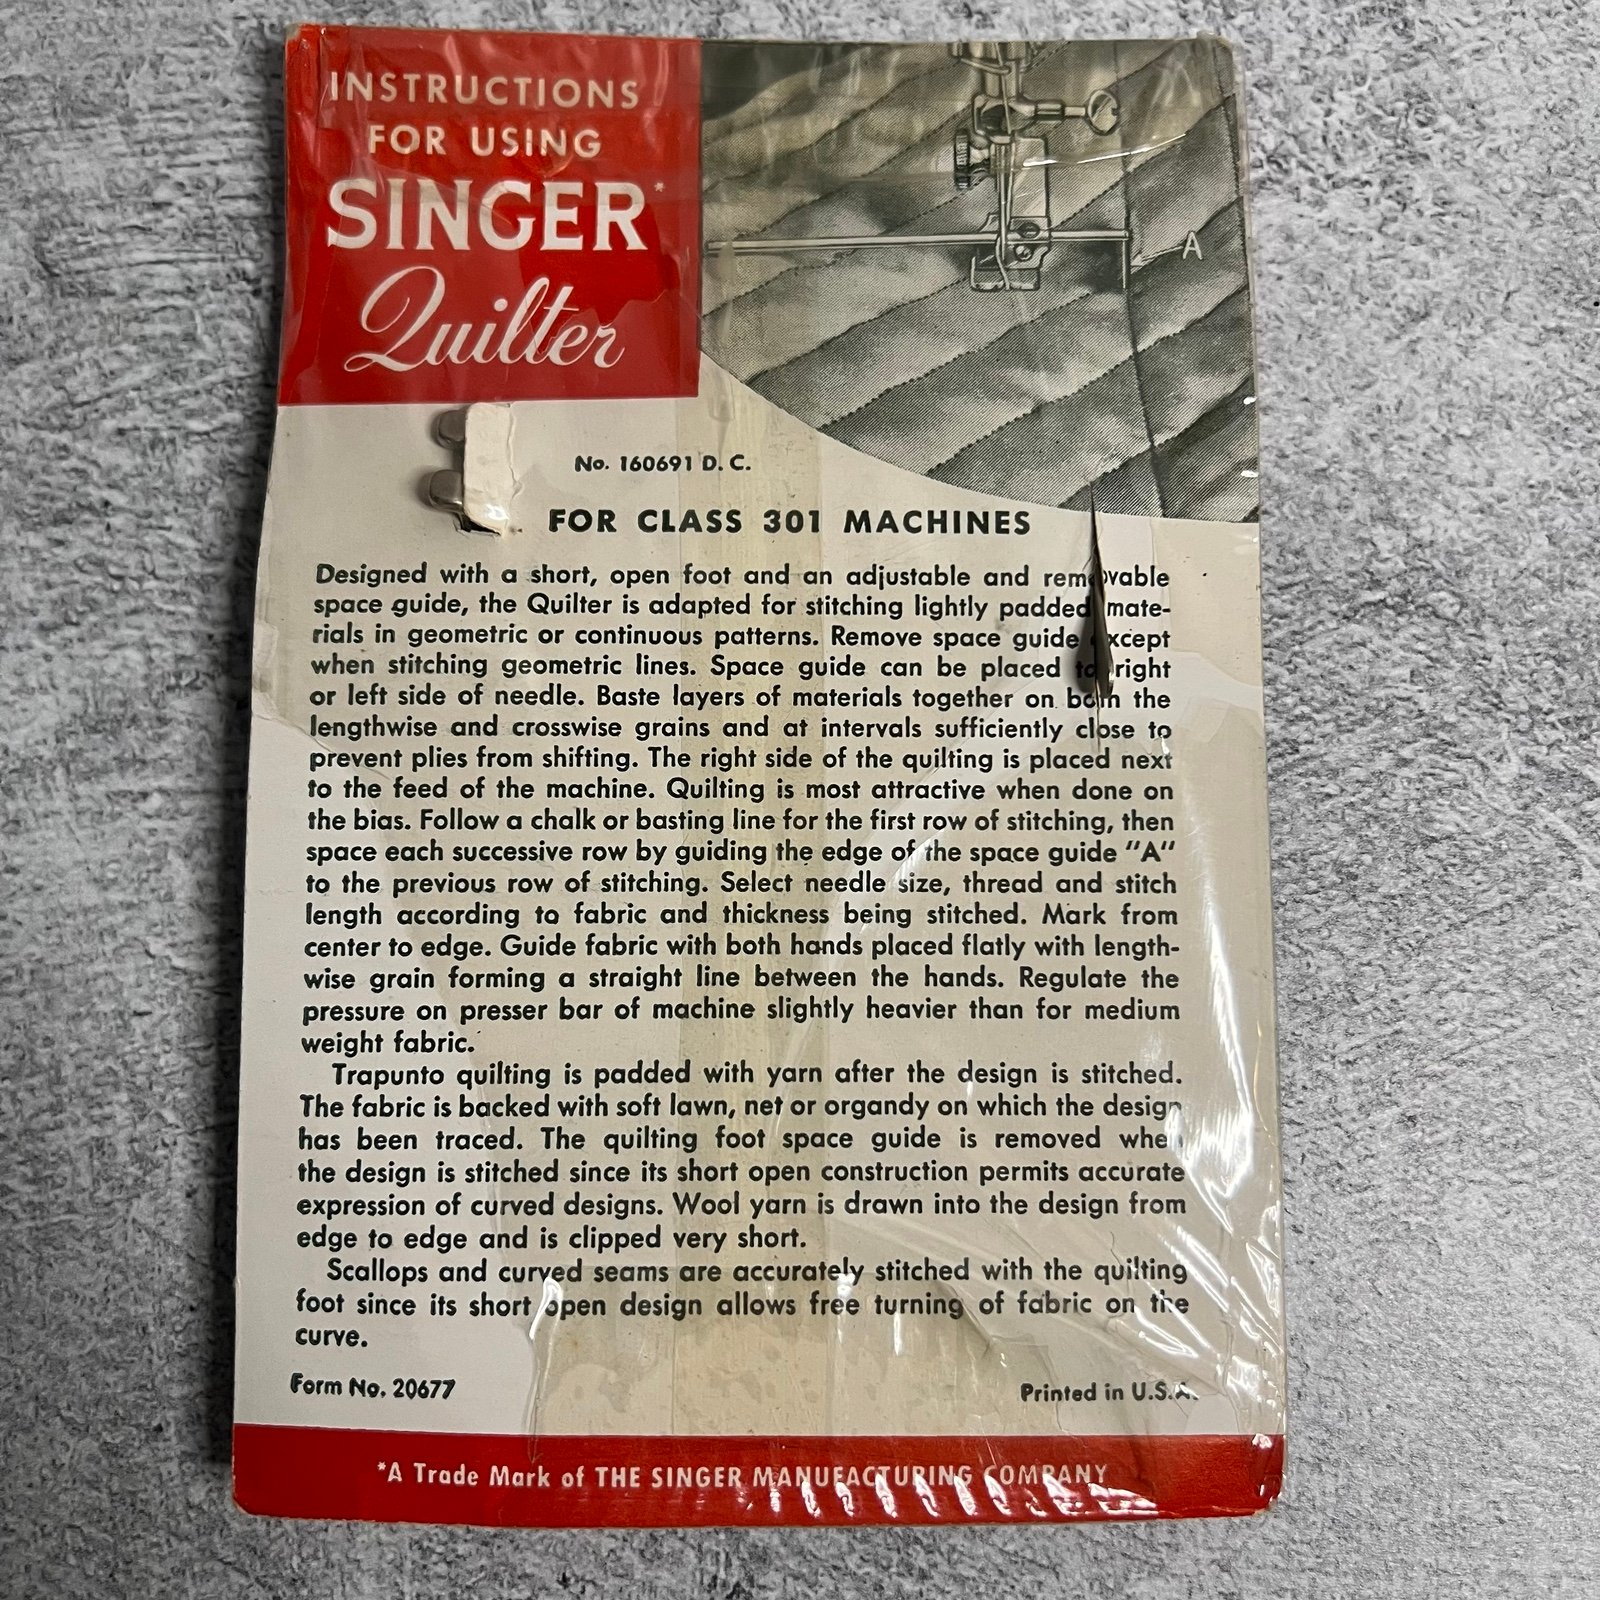 INSTRUCTIONS
FOR USING
SINGER*
Quilter
A
No. 160691 D. C.
FOR CLASS 301 MACHINES
Designed with a short, open foot and an adjustable and removable
space guide, the Quilter is adapted for stitching lightly padded mate-
rials in geometric or continuous patterns. Remove space guide except
when stitching geometric lines. Space guide can be placed to right
or left side of needle. Baste layers of materials together on both the
lengthwise and crosswise grains and at intervals sufficiently close to
prevent plies from shifting. The right side of the quilting is placed next
to the feed of the machine. Quilting is most attractive when done on
the bias. Follow a chalk or basting line for the first row of stitching, then
space each successive row by guiding the edge of the space guide "A"
to the previous row of stitching. Select needle size, thread and stitch
length according to fabric and thickness being stitched. Mark from
center to edge. Guide fabric with both hands placed flatly with length-
wise grain forming a straight line between the hands. Regulate the
pressure on presser bar of machine slightly heavier than for medium
weight fabric.
Trapunto quilting is padded with yarn after the design is stitched.
The fabric is backed with soft lawn, net or organdy on which the design
has been traced. The quilting foot space guide is removed when
the design is stitched since its short open construction permits accurate
expression of curved designs. Wool yarn is drawn into the design from
edge to edge and is clipped very short.
Scallops and curved seams are accurately stitched with the quilting
foot since its short open design allows free turning of fabric on the
curve.
Form No. 20677
Printed in U.S.A.
*A Trade Mark of THE SINGER MANUFACTURING COMPANY